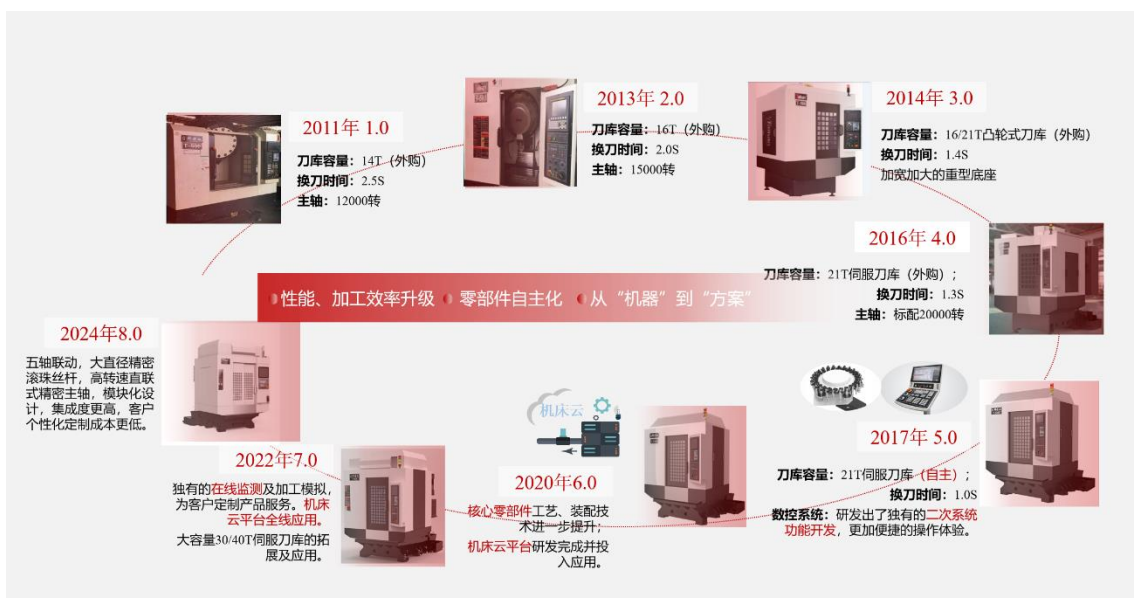 2011年 1.0
刀库容量：14T（外购）
换刀时间：2.5S
主轴：12000转
2013年 2.0
刀库容量：16T（外购）
换刀时间：2.0S
主轴：15000转
2014年 3.0
刀库容量：16/21T凸轮式刀库（外购）
换刀时间：1.4S
加宽加大的重型底座
2016年 4.0
刀库容量：21T伺服刀库（外购）；
换刀时间：1.3S
主轴：标配20000转
性能、加工效率升级 零部件自主化 从“机器”到“方案”
2017年 5.0
刀库容量：21T伺服刀库（自主）；
换刀时间：1.0S
数控系统：研发出了独有的二次系统
功能开发，更加便捷的操作体验。
机床云
2020年6.0
核心零部件工艺、装配技
术进一步提升；
机床云平台研发完成并投
入应用。
2022年7.0
独有的在线监测及加工模拟，
为客户定制产品服务。机床
云平台全线应用。
大容量30/40T伺服刀库的拓
展及应用。
2024年8.0
五轴联动，大直径精密
滚珠丝杆，高转速直联
式精密主轴，模块化设
计，集成度更高，客户
个性化定制成本更低。